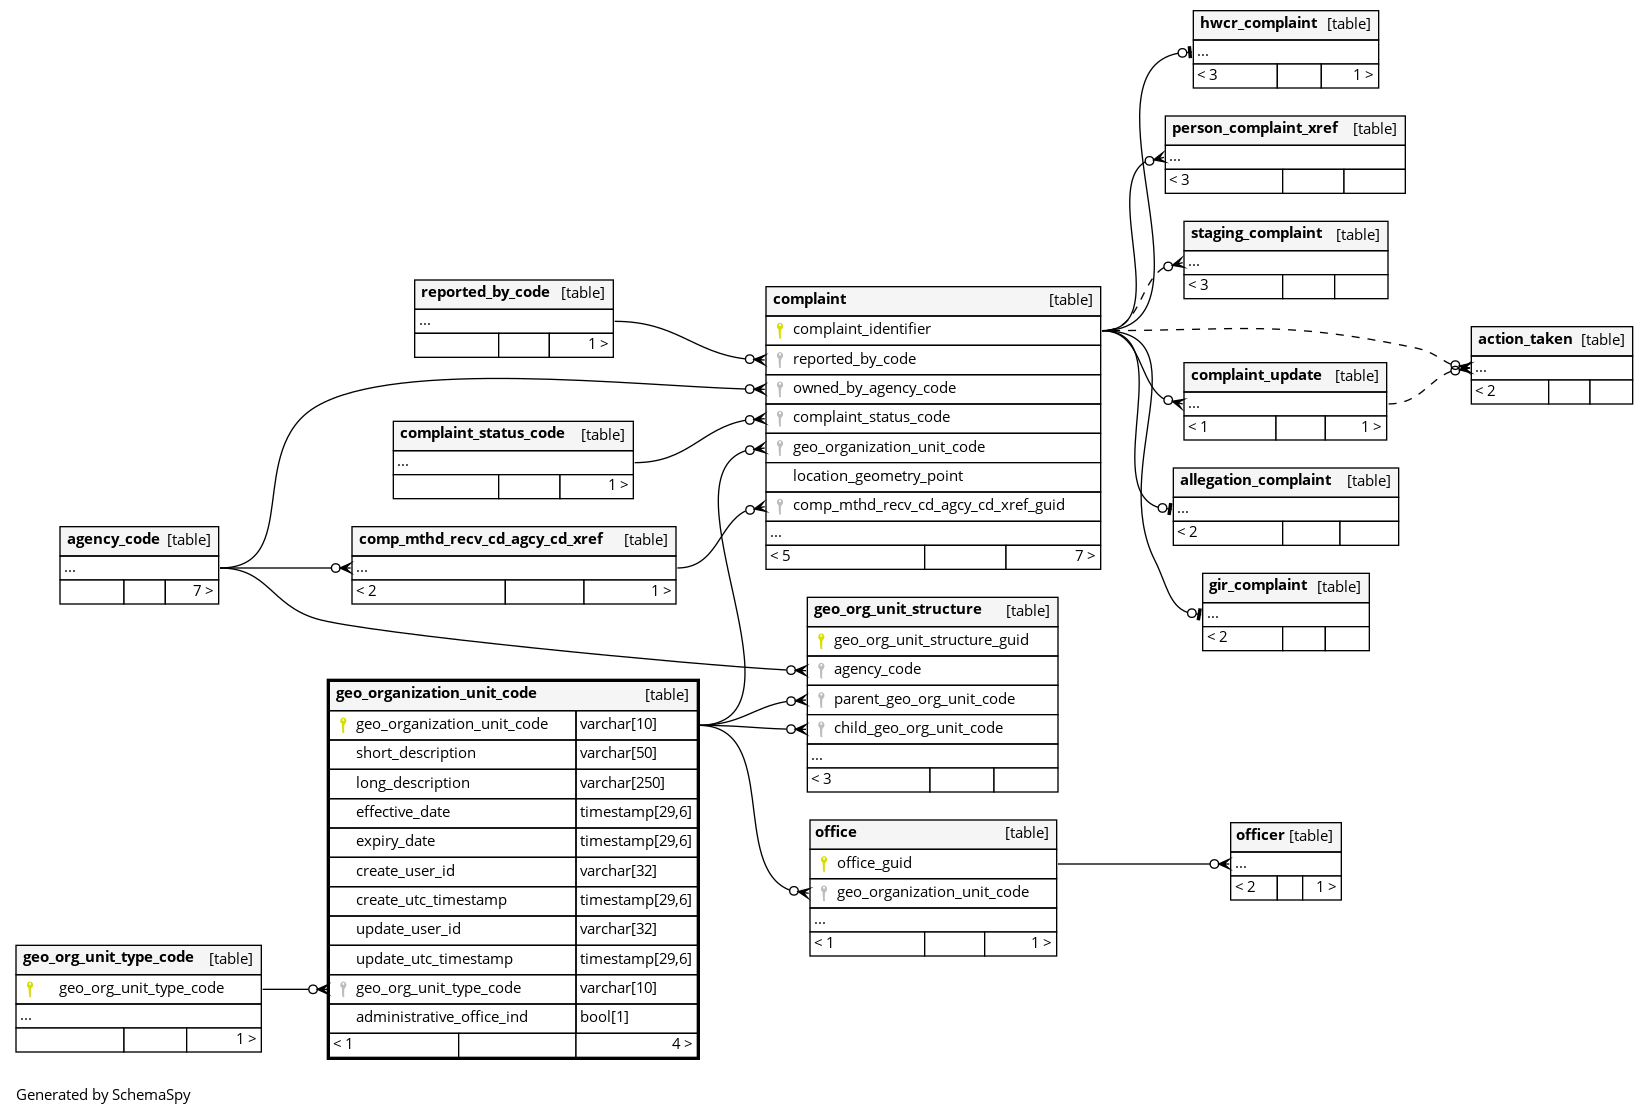 hwcr_complaint [table]
...
< 3 1 >
person_complaint_xref [table]
...
< 3
staging_complaint [table]
...
< 3
reported_by_code [table]
...
1 >
complaint [table]
complaint_identifier
reported_by_code
owned_by_agency_code
complaint_status_code
geo_organization_unit_code
location_geometry_point
comp_mthd_recv_cd_agcy_cd_xref_guid
...
< 5 7 >
action_taken [table]
...
< 2
complaint_update [table]
...
< 1 1 >
complaint_status_code [table]
...
1 >
allegation_complaint [table]
...
< 2
agency_code [table]
...
7 >
comp_mthd_recv_cd_agcy_cd_xref [table]
...
< 2 1 >
gir_complaint [table]
...
< 2
geo_org_unit_structure [table]
geo_org_unit_structure_guid
agency_code
parent_geo_org_unit_code
child_geo_org_unit_code
...
< 3
geo_organization_unit_code [table]
geo_organization_unit_code varchar[10]
short_description varchar[50]
long_description varchar[250]
effective_date timestamp[29,6]
expiry_date timestamp[29,6]
create_user_id varchar[32]
create_utc_timestamp timestamp[29,6]
update_user_id varchar[32]
update_utc_timestamp timestamp[29,6]
geo_org_unit_type_code varchar[10]
administrative_office_ind bool[1]
< 1 4 >
office [table]
office_guid
geo_organization_unit_code
...
< 1 1 >
officer [table]
...
< 2 1 >
geo_org_unit_type_code [table]
geo_org_unit_type_code
...
1 >
Generated by SchemaSpy